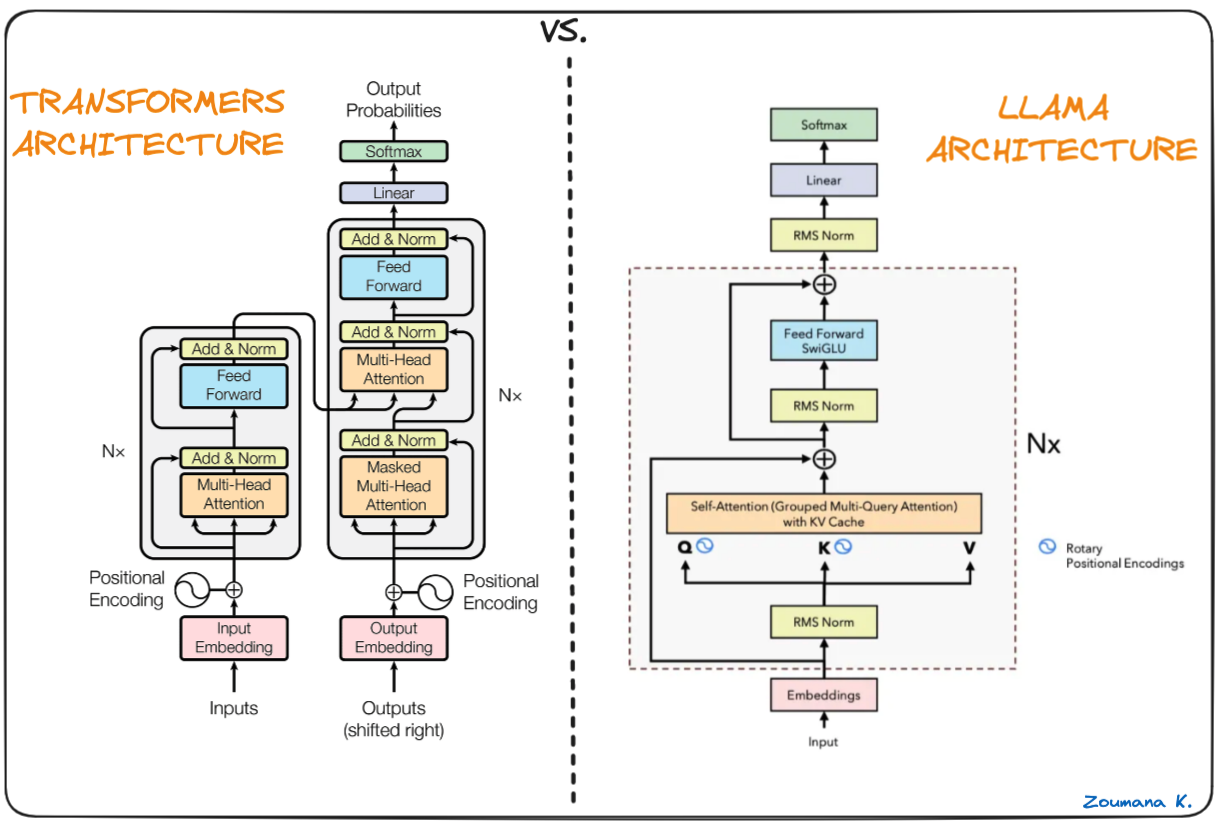 VS.
TRANSFORMERS
ARCHITECTURE
Output
Probabilities
Softmax
Linear
Add & Norm
Feed
Forward
Add & Norm
Multi-Head
Attention
Nx
Add & Norm
Masked
Multi-Head
Attention
Add & Norm
Feed
Forward
Nx
Add & Norm
Multi-Head
Attention
Positional
Encoding
Positional
Encoding
Input
Embedding
Output
Embedding
Inputs
Outputs
(shifted right)
LLAMA
ARCHITECTURE
Softmax
Linear
RMS Norm
Feed Forward
SwiGLU
RMS Norm
Nx
Self-Attention (Grouped Multi-Query Attention)
with KV Cache
Q K V
Rotary
Positional Encodings
RMS Norm
Embeddings
Input
Zoumana K.